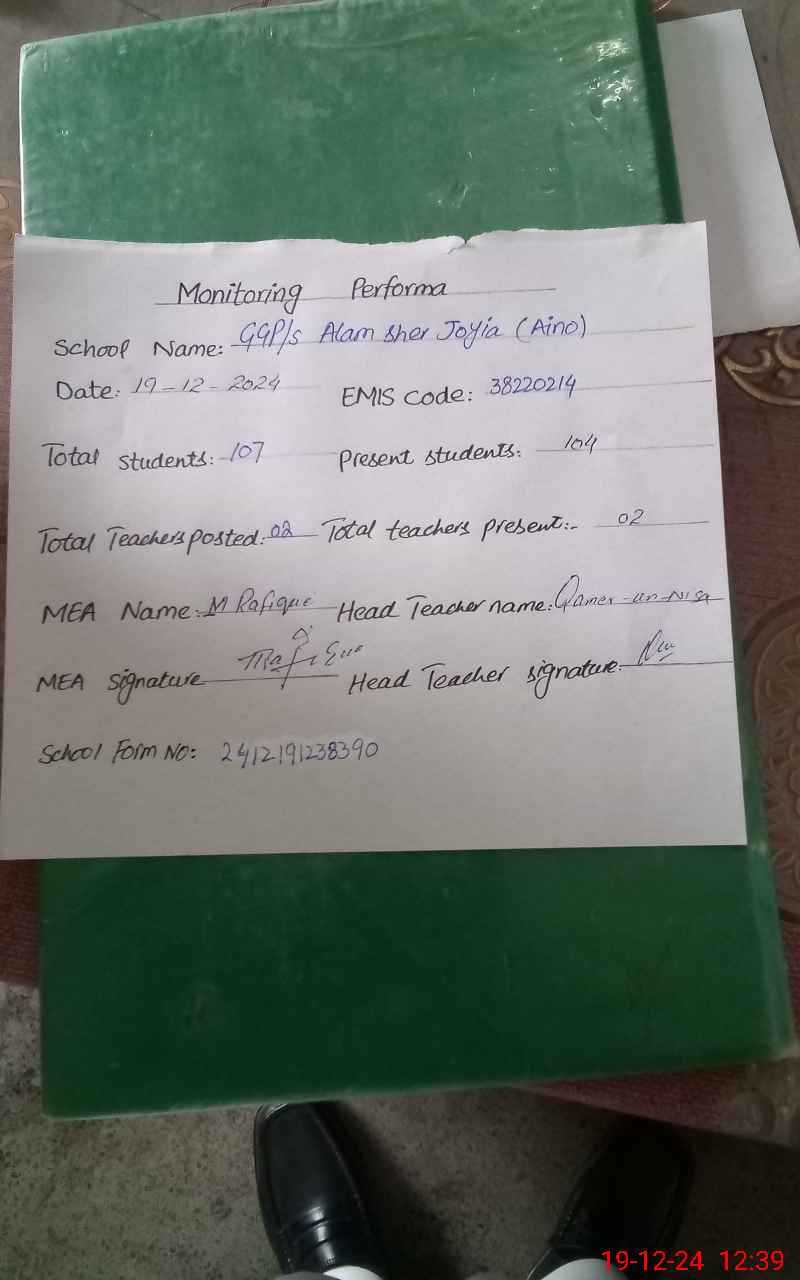 Monitoring Performa
School Name: GGP/s Alam sher Joyia (Aino)
Date: 19-12-2024 EMIS Code: 38220214
Total students: 107 Present students: 104
Total Teachers posted: 02 Total teachers present:- 02
MEA Name: M Rafique Head Teacher name: Qamer-un-Nisa
MEA signature Head Teacher signature:
School Form No: 2412191238390
19-12-24 12:39